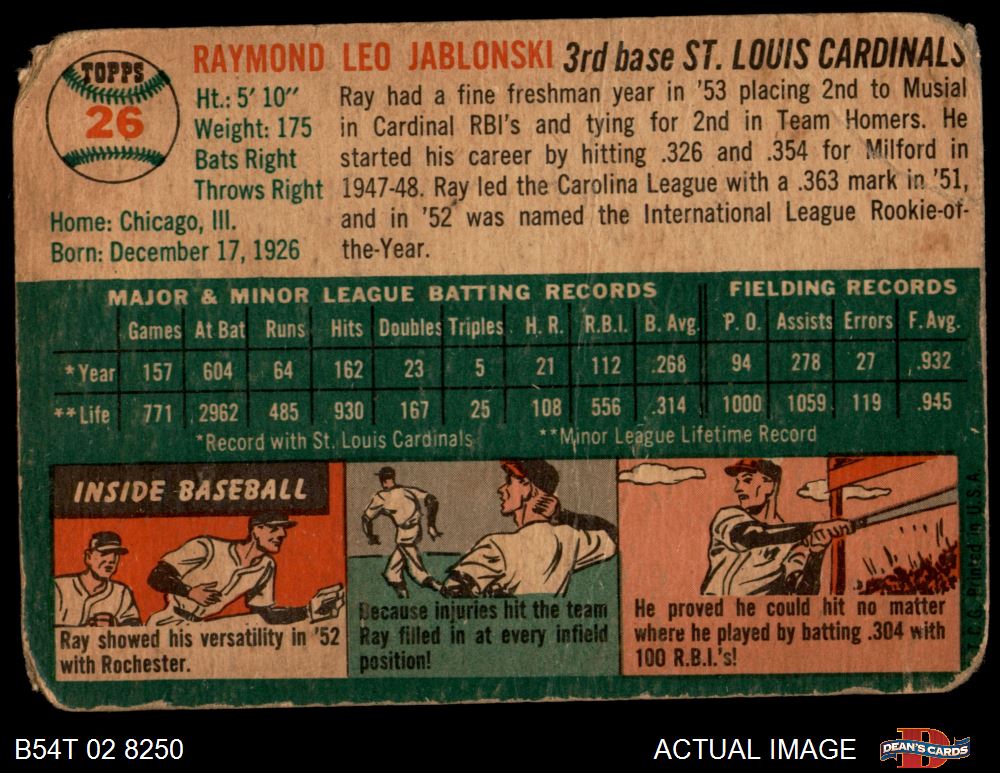 TOPPS
26
RAYMOND LEO JABLONSKI 3rd base ST. LOUIS CARDINALS
Ht.: 5' 10"
Weight: 175
Bats Right
Throws Right
Home: Chicago, Ill.
Born: December 17, 1926
Ray had a fine freshman year in '53 placing 2nd to Musial
in Cardinal RBI's and tying for 2nd in Team Homers. He
started his career by hitting .326 and .354 for Milford in
1947-48. Ray led the Carolina League with a .363 mark in '51,
and in '52 was named the International League Rookie-of-
the-Year.
MAJOR & MINOR LEAGUE BATTING RECORDS FIELDING RECORDS
Games At Bat Runs Hits Doubles Triples H. R. R.B.I. B. Avg. P. O. Assists Errors F. Avg.
*Year 157 604 64 162 23 5 21 112 .268 94 278 27 .932
**Life 771 2962 485 930 167 25 108 556 .314 1000 1059 119 .945
*Record with St. Louis Cardinals **Minor League Lifetime Record
INSIDE BASEBALL
Ray showed his versatility in '52
with Rochester.
Because injuries hit the team
Ray filled in at every infield
position!
He proved he could hit no matter
where he played by batting .304 with
100 R.B.I.'s!
T.C.G. Printed in U.S.A.
B54T 02 8250
ACTUAL IMAGE
DEAN'S CARDS